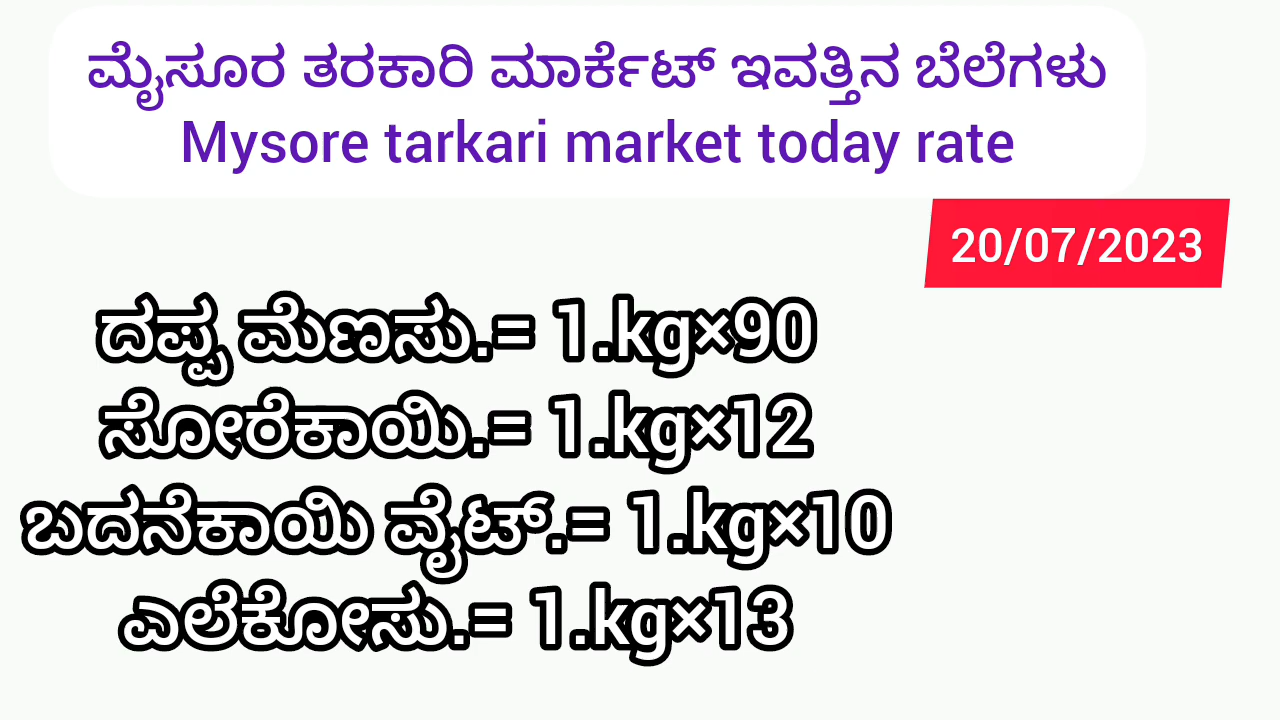 ಮೈಸೂರ ತರಕಾರಿ ಮಾರ್ಕೆಟ್ ಇವತ್ತಿನ ಬೆಲೆಗಳು
Mysore tarkari market today rate
20/07/2023
ದಪ್ಪ ಮೆಣಸು.= 1.kg×90
ಸೋರೆಕಾಯಿ.= 1.kg×12
ಬದನೆಕಾಯಿ ವೈಟ್.= 1.kg×10
ಎಲೆಕೋಸು.= 1.kg×13